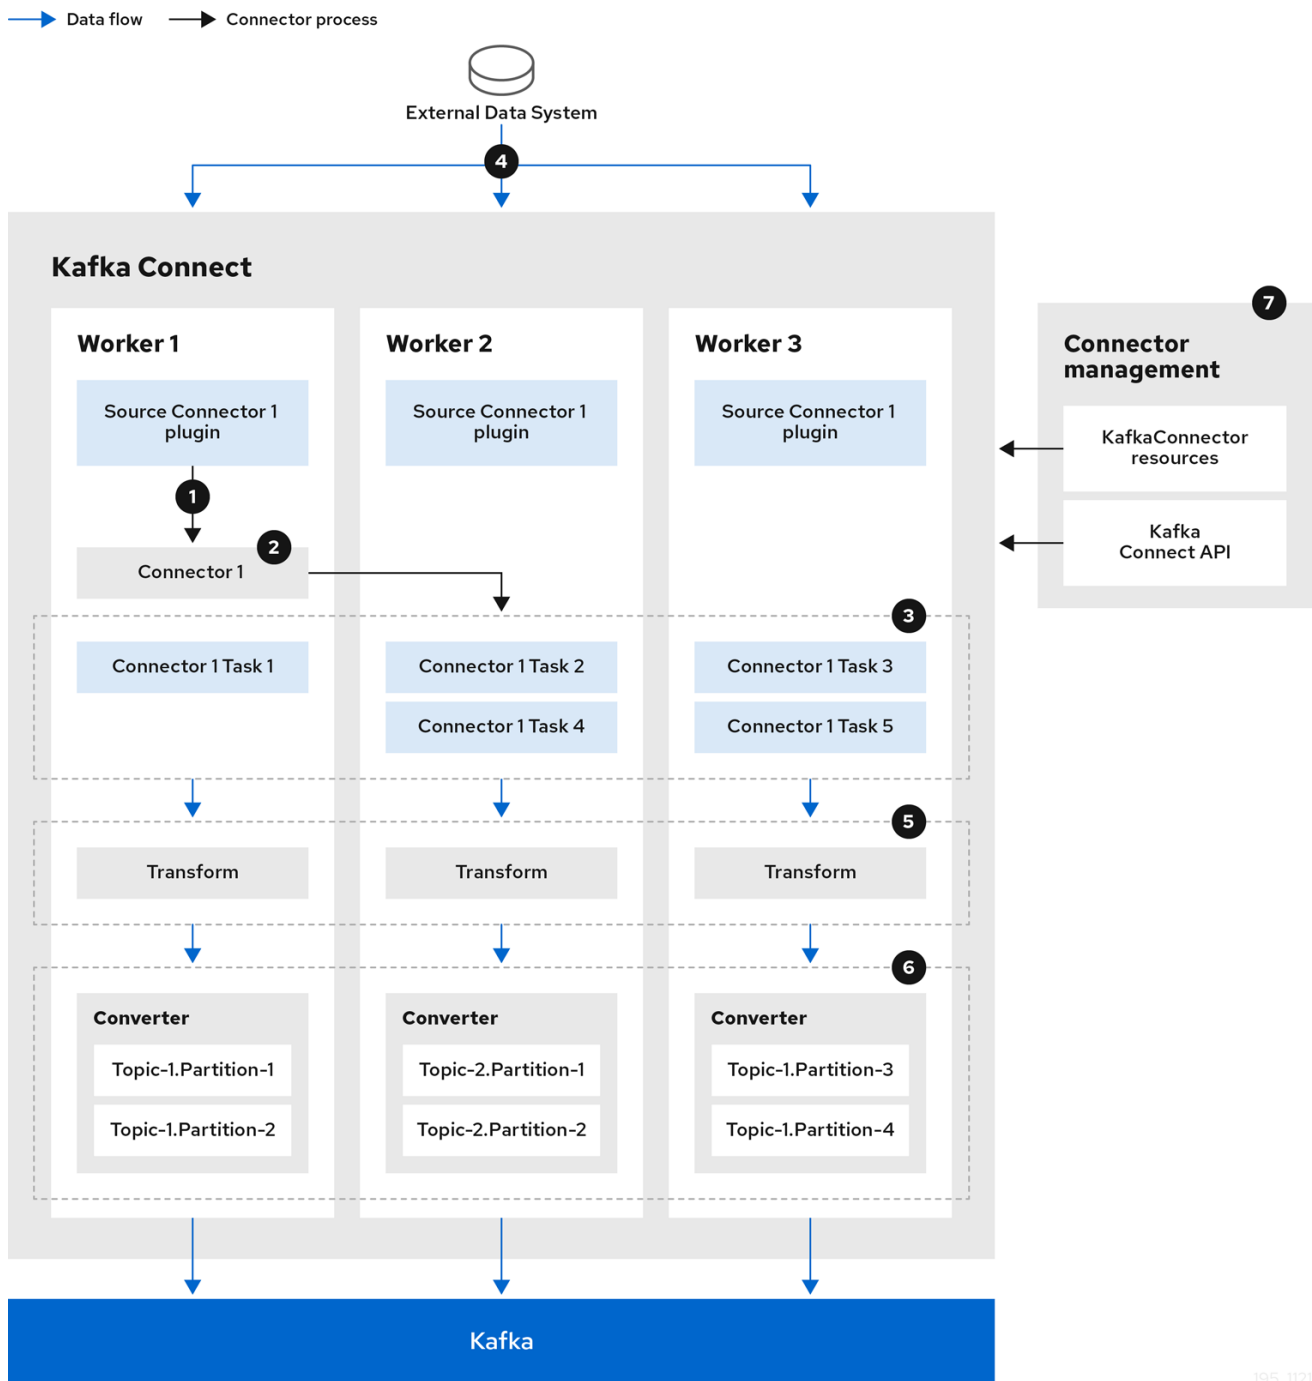 Data flow
Connector process
External Data System
4
Kafka Connect
7
Worker 1
Worker 2
Worker 3
Connector
management
Source Connector 1
plugin
Source Connector 1
plugin
Source Connector 1
plugin
KafkaConnector
resources
1
Kafka
Connect API
2
Connector 1
3
Connector 1 Task 1
Connector 1 Task 2
Connector 1 Task 3
Connector 1 Task 4
Connector 1 Task 5
5
Transform
Transform
Transform
6
Converter
Converter
Converter
Topic-1.Partition-1
Topic-2.Partition-1
Topic-1.Partition-3
Topic-1.Partition-2
Topic-2.Partition-2
Topic-1.Partition-4
Kafka